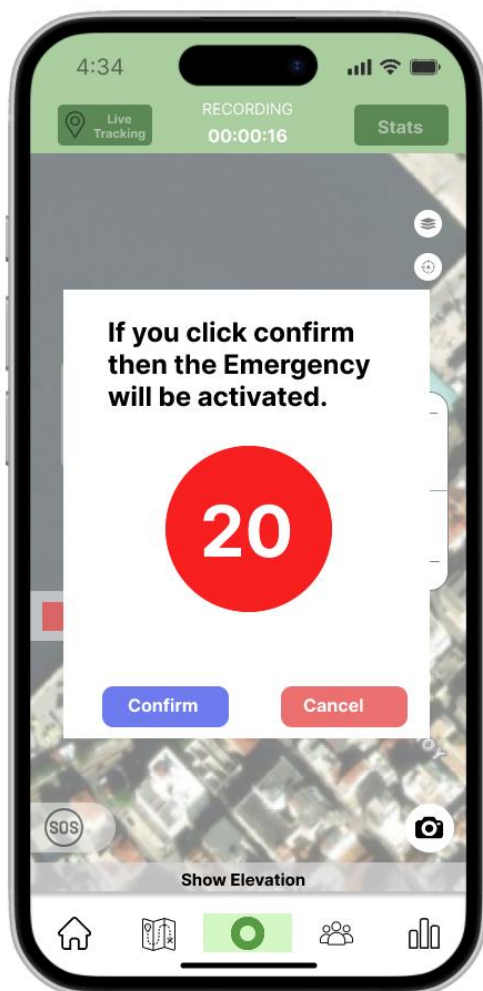 4:34
Live
Tracking
RECORDING
00:00:16
Stats
If you click confirm
then the Emergency
will be activated.
20
Confirm
Cancel
SOS
Show Elevation